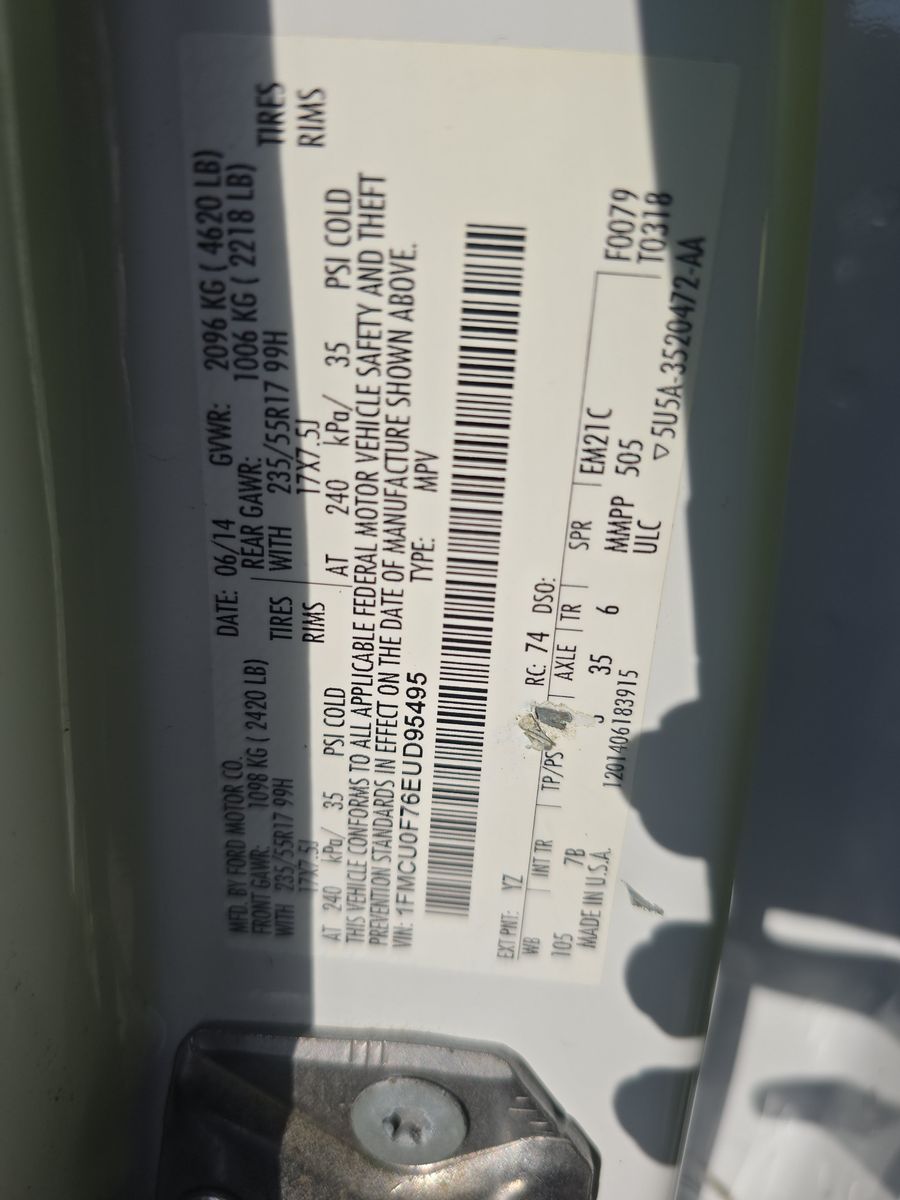 MFD. BY FORD MOTOR CO.
DATE: 06/14 GVWR: 2096 KG ( 4620 LB)
FRONT GAWR: 1098 KG ( 2420 LB) REAR GAWR: 1006 KG ( 2218 LB)
WITH 235/55R17 99H TIRES WITH 235/55R17 99H TIRES
17X7.5J RIMS 17X7.5J RIMS
AT 240 kPa/ 35 PSI COLD AT 240 kPa/ 35 PSI COLD
THIS VEHICLE CONFORMS TO ALL APPLICABLE FEDERAL MOTOR VEHICLE SAFETY AND THEFT
PREVENTION STANDARDS IN EFFECT ON THE DATE OF MANUFACTURE SHOWN ABOVE.
VIN: 1FMCU0F76EUD95495 TYPE: MPV
EXT PNT: YZ RC: 74 DSO:
WB INT TR TP/PS AXLE TR SPR EM21C F0079
105 7B 35 6 MMPP 505 T0318
MADE IN U.S.A. 1201406183915 ULC
▽5U5A-3520472-AA